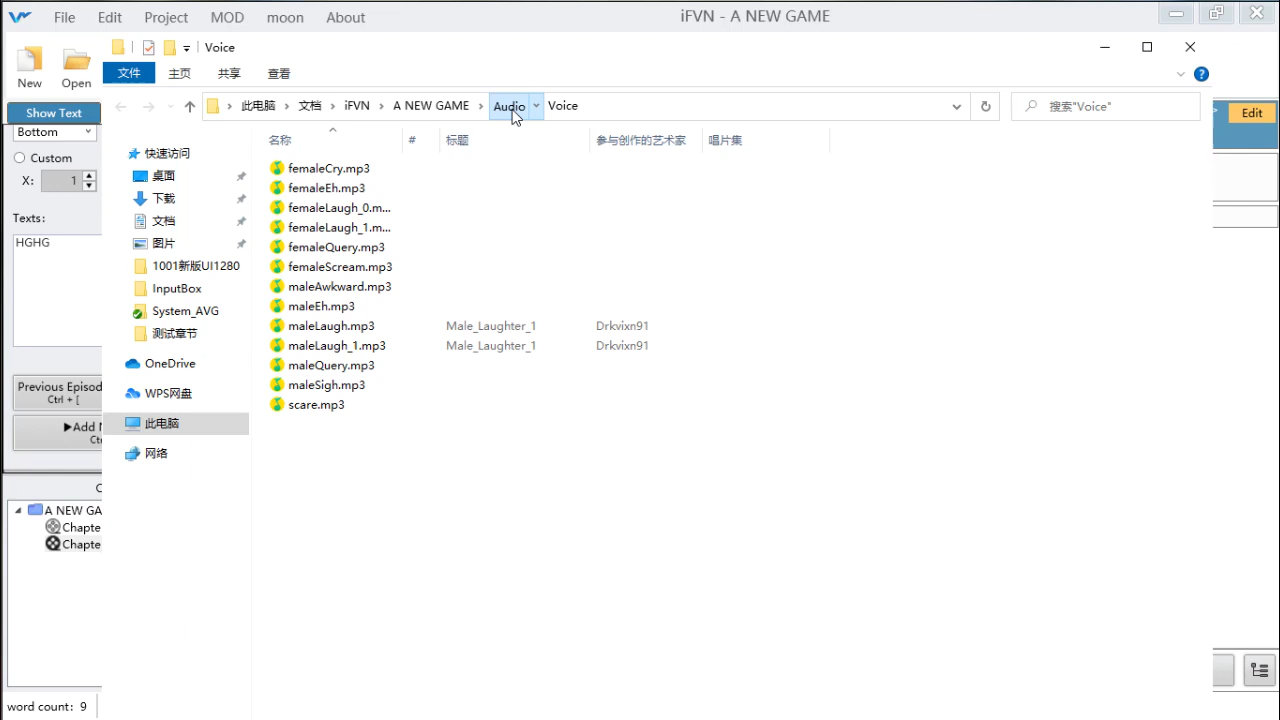 File Edit Project MOD moon About
iFVN - A NEW GAME
New Open
Voice
文件 主页 共享 查看
此电脑 文档 iFVN A NEW GAME Audio Voice
搜索"Voice"
Show Text
Edit
Bottom
Custom
X: 1
Texts:
HGHG
Previous Episod
Ctrl + [
Add N
Ctr
C
A NEW GA
Chapte
Chapte
word count: 9
快速访问
桌面
下载
文档
图片
1001新版UI1280
InputBox
System_AVG
测试章节
OneDrive
WPS网盘
此电脑
网络
名称 # 标题 参与创作的艺术家 唱片集
femaleCry.mp3
femaleEh.mp3
femaleLaugh_0.m...
femaleLaugh_1.m...
femaleQuery.mp3
femaleScream.mp3
maleAwkward.mp3
maleEh.mp3
maleLaugh.mp3 Male_Laughter_1 Drkvixn91
maleLaugh_1.mp3 Male_Laughter_1 Drkvixn91
maleQuery.mp3
maleSigh.mp3
scare.mp3